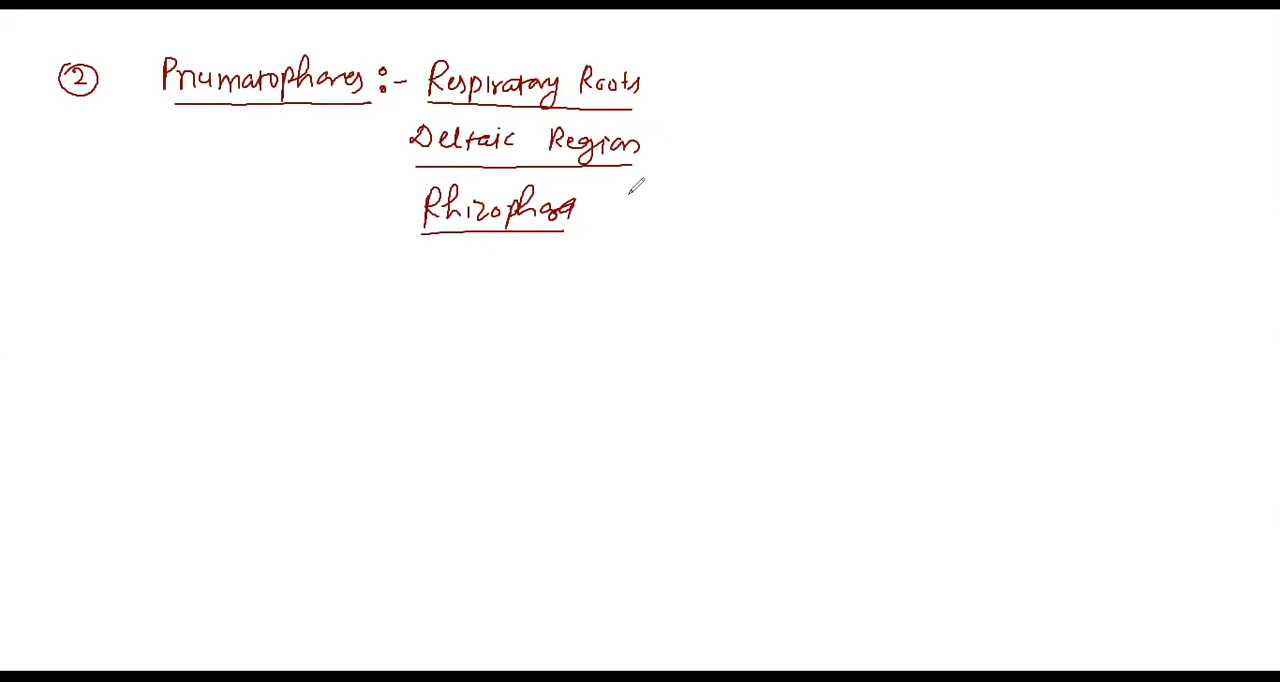 ② Pnumatophores :- Respiratory Roots
Deltaic Region
Rhizophora